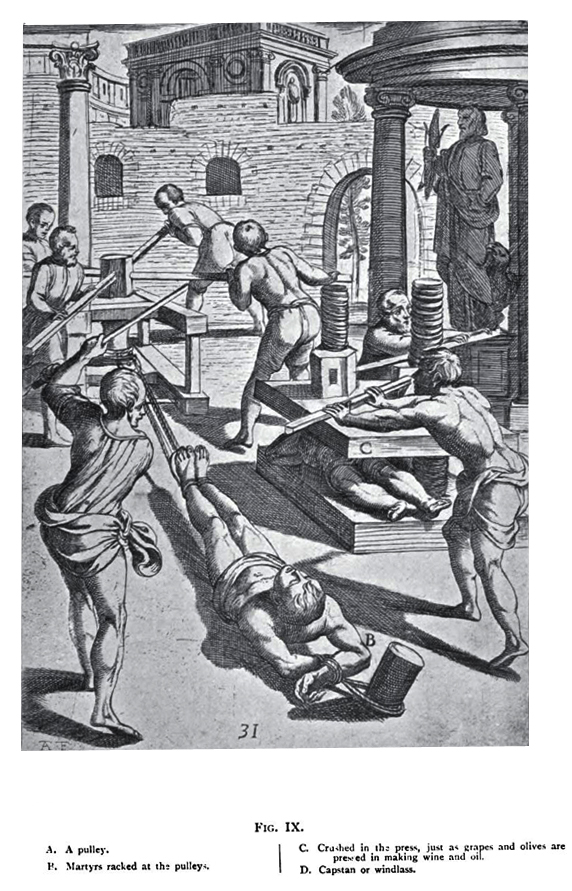 C
B
31
A F
FIG. IX.
A. A pulley.
B. Martyrs racked at the pulleys.
C. Crushed in the press, just as grapes and olives are
pressed in making wine and oil.
D. Capstan or windlass.